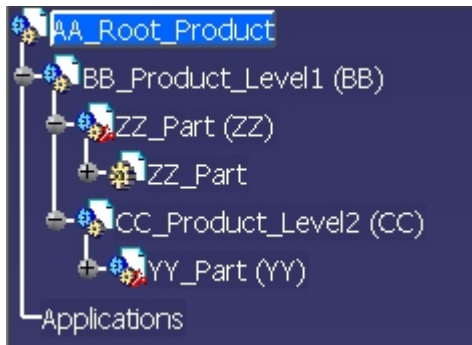 AA_Root_Product
BB_Product_Level1 (BB)
ZZ_Part (ZZ)
ZZ_Part
CC_Product_Level2 (CC)
YY_Part (YY)
Applications